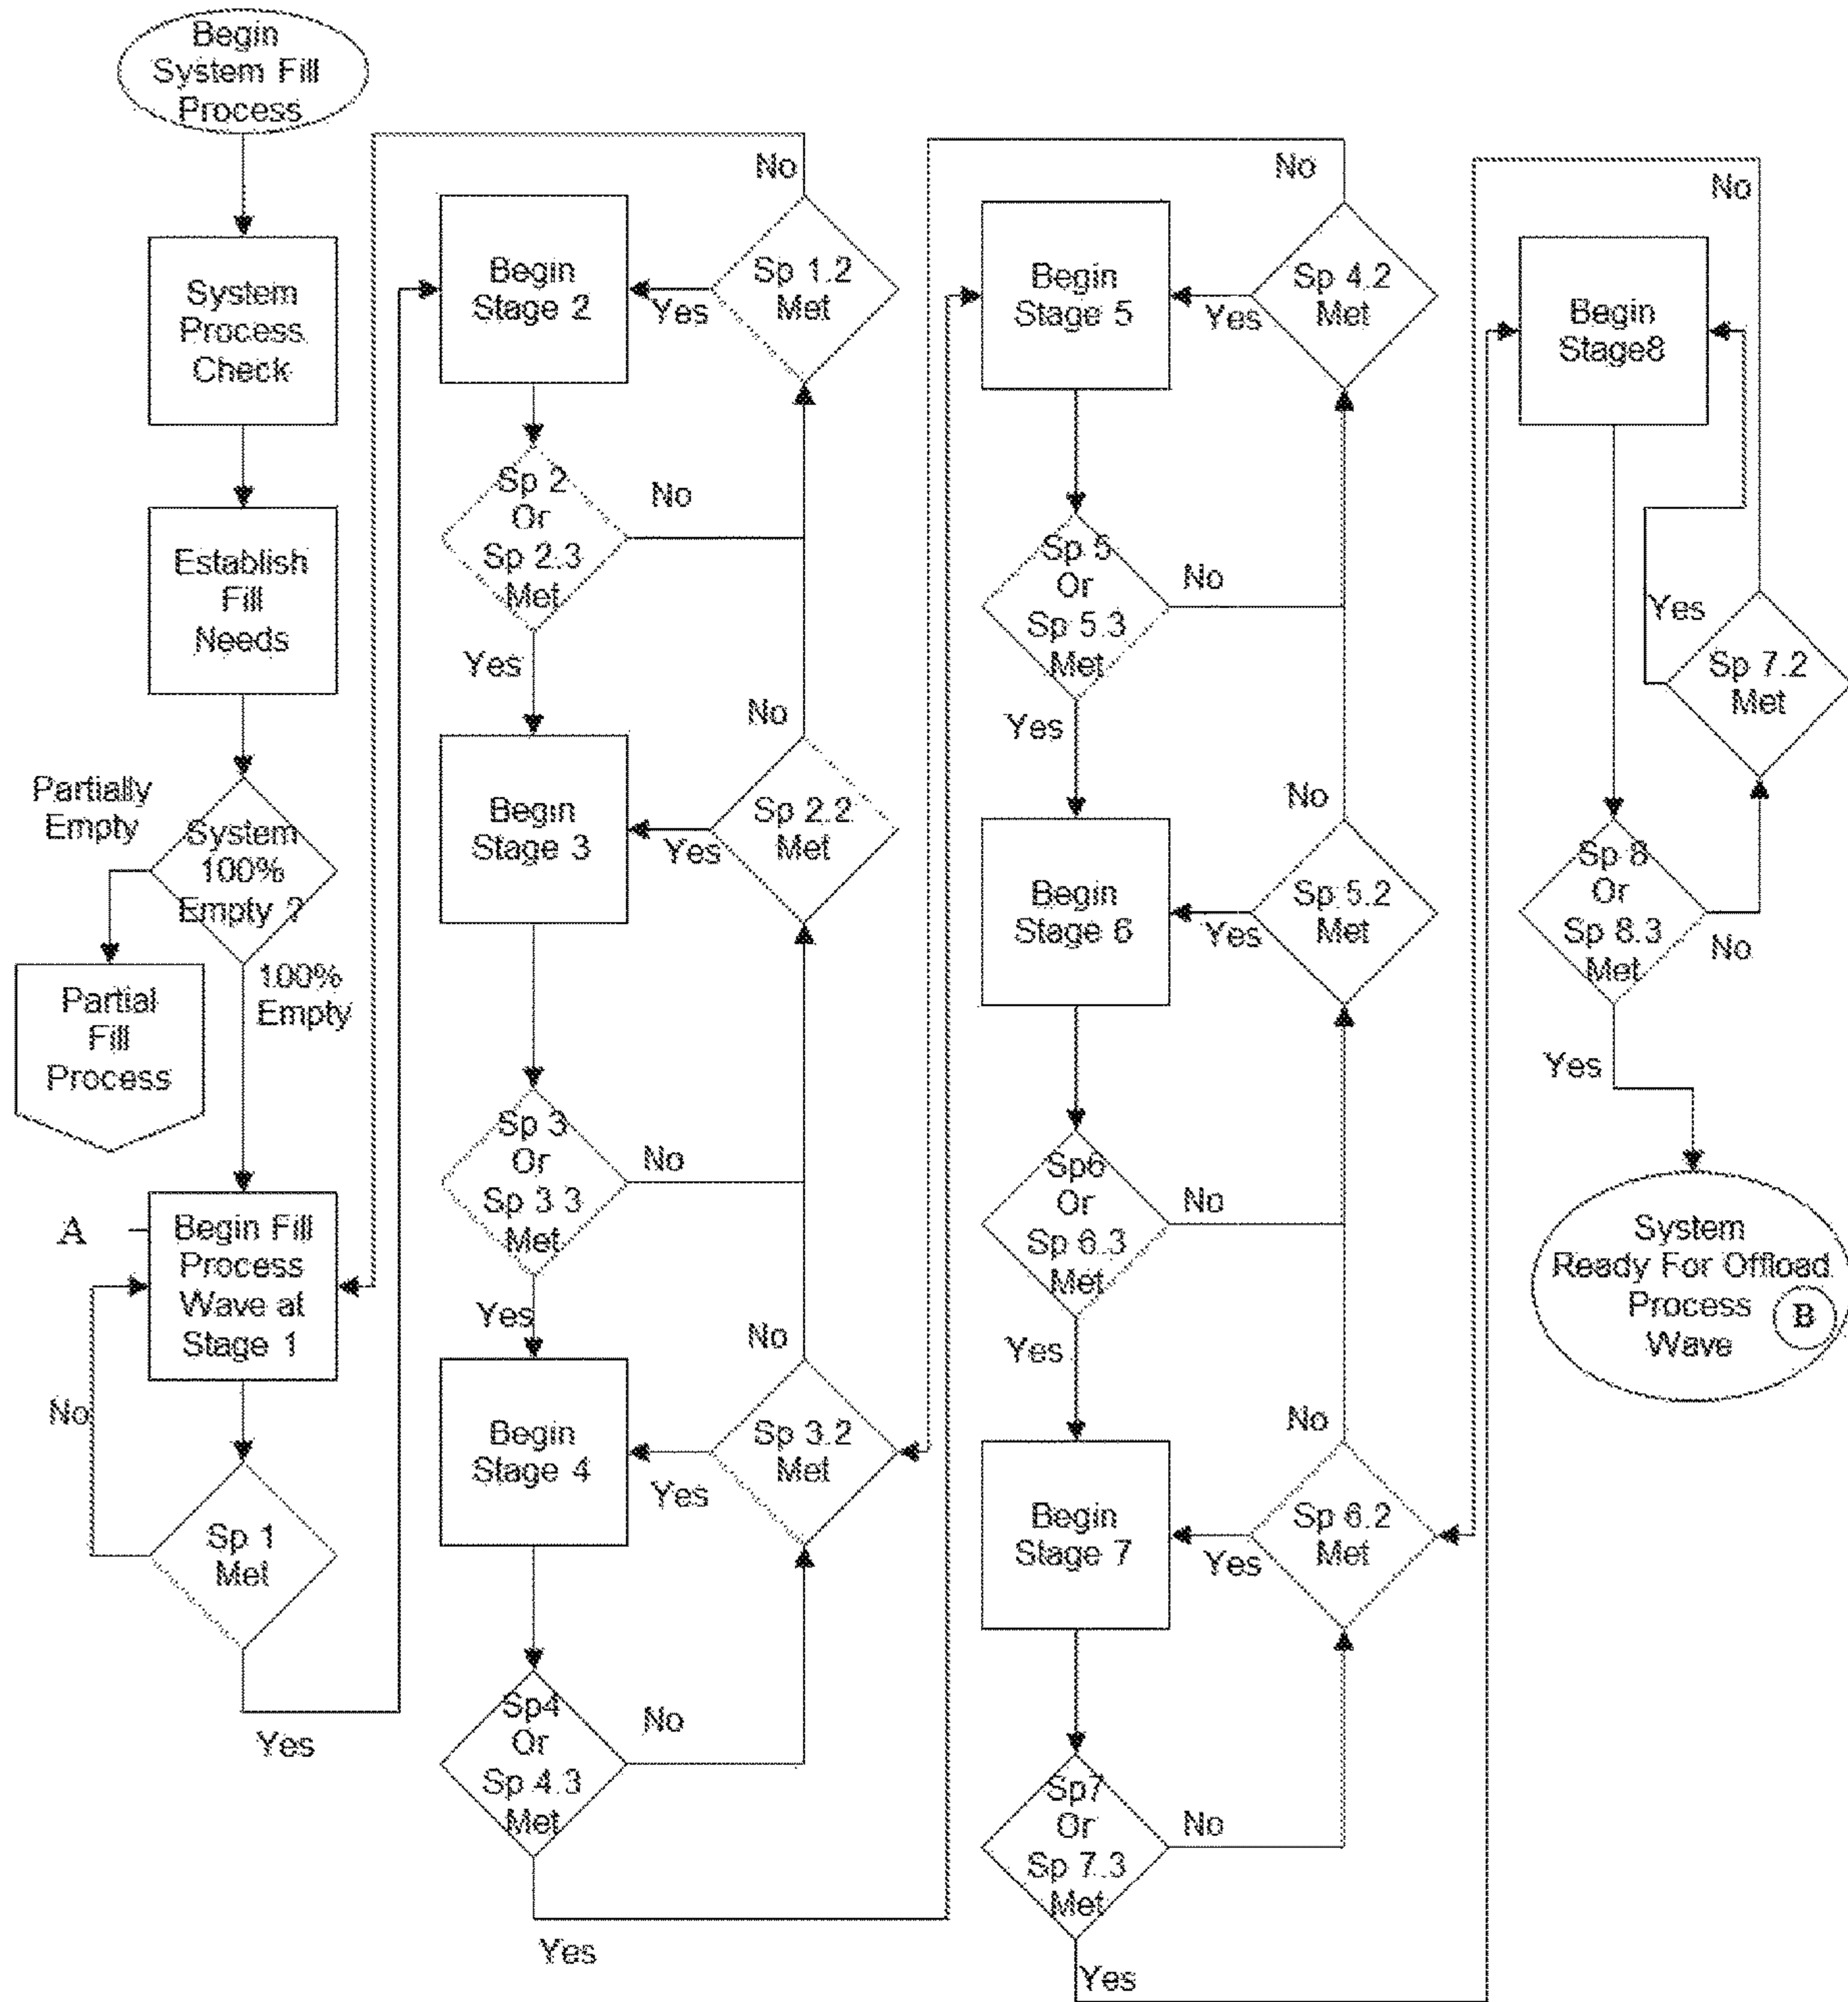 Begin
System Fill
Process
System
Process
Check
Establish
Fill
Needs
Partially
Empty
System
100%
Empty ?
100%
Empty
Partial
Fill
Process
A
Begin Fill
Process
Wave at
Stage 1
No
Sp 1
Met
Yes
No
Begin
Stage 2
Yes
Sp 1.2
Met
Sp 2
Or
Sp 2.3
Met
No
Yes
No
Begin
Stage 3
Yes
Sp 2.2
Met
Sp 3
Or
Sp 3.3
Met
No
Yes
No
Begin
Stage 4
Yes
Sp 3.2
Met
Sp4
Or
Sp 4.3
Met
No
Yes
No
Begin
Stage 5
Yes
Sp 4.2
Met
Sp 5
Or
Sp 5.3
Met
No
Yes
No
Begin
Stage 6
Yes
Sp 5.2
Met
Sp6
Or
Sp 6.3
Met
No
Yes
No
Begin
Stage 7
Yes
Sp 6.2
Met
Sp7
Or
Sp 7.3
Met
No
Yes
No
Begin
Stage8
Yes
Sp 7.2
Met
Sp 8
Or
Sp 8.3
Met
No
Yes
System
Ready For Offload
Process
Wave
B